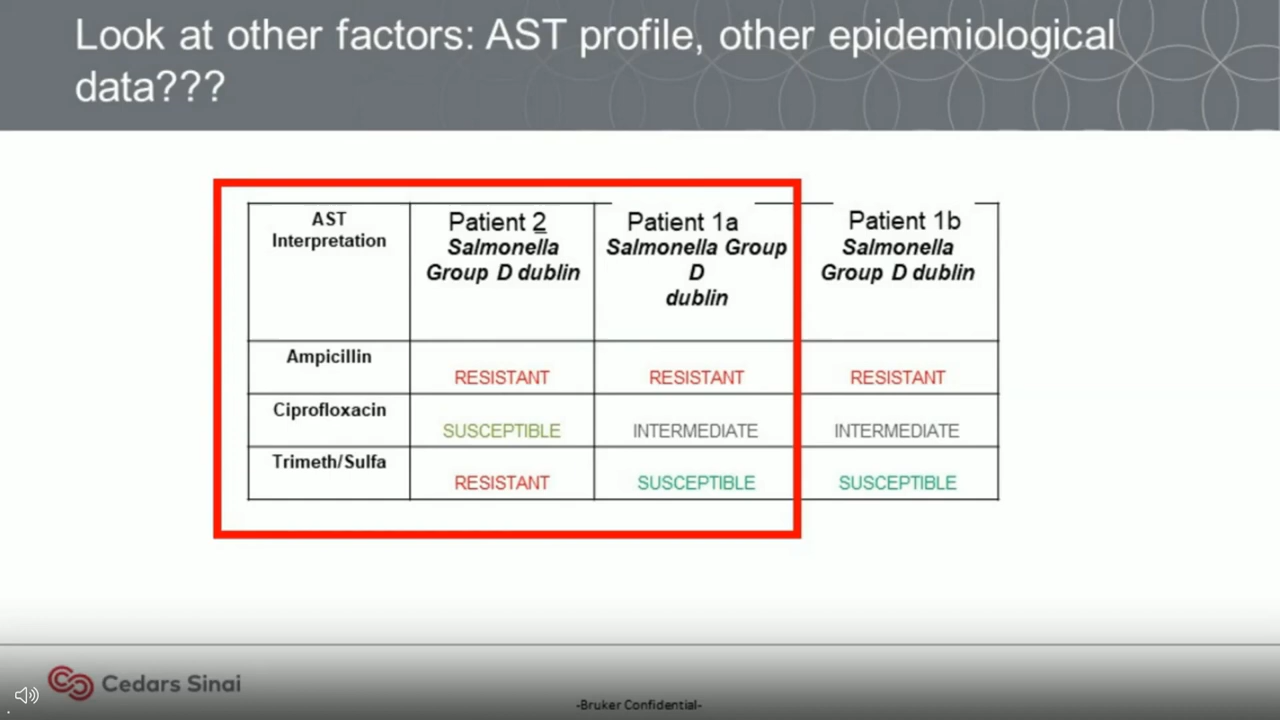 Look at other factors: AST profile, other epidemiological
data???
AST
Interpretation
Patient 2
Salmonella
Group D dublin
Patient 1a
Salmonella Group
D
dublin
Patient 1b
Salmonella
Group D dublin
Ampicillin
RESISTANT
RESISTANT
RESISTANT
Ciprofloxacin
SUSCEPTIBLE
INTERMEDIATE
INTERMEDIATE
Trimeth/Sulfa
RESISTANT
SUSCEPTIBLE
SUSCEPTIBLE
Cedars Sinai
-Bruker Confidential-